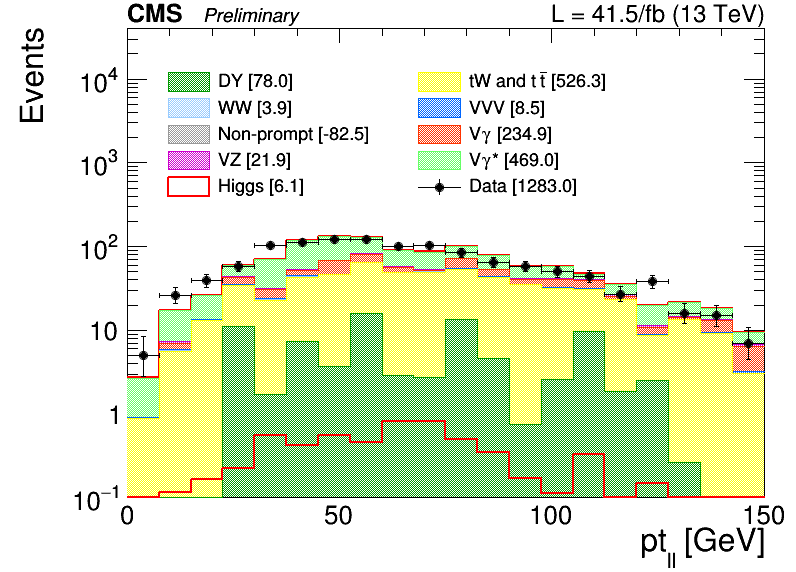 CMS Preliminary L = 41.5/fb (13 TeV)
Events
10⁴
10³
10²
10
1
10⁻¹
DY [78.0]
WW [3.9]
Non-prompt [-82.5]
VZ [21.9]
Higgs [6.1]
tW and tt̅ [526.3]
VVV [8.5]
Vγ [234.9]
Vγ* [469.0]
Data [1283.0]
0 50 100 150
pt_ll [GeV]